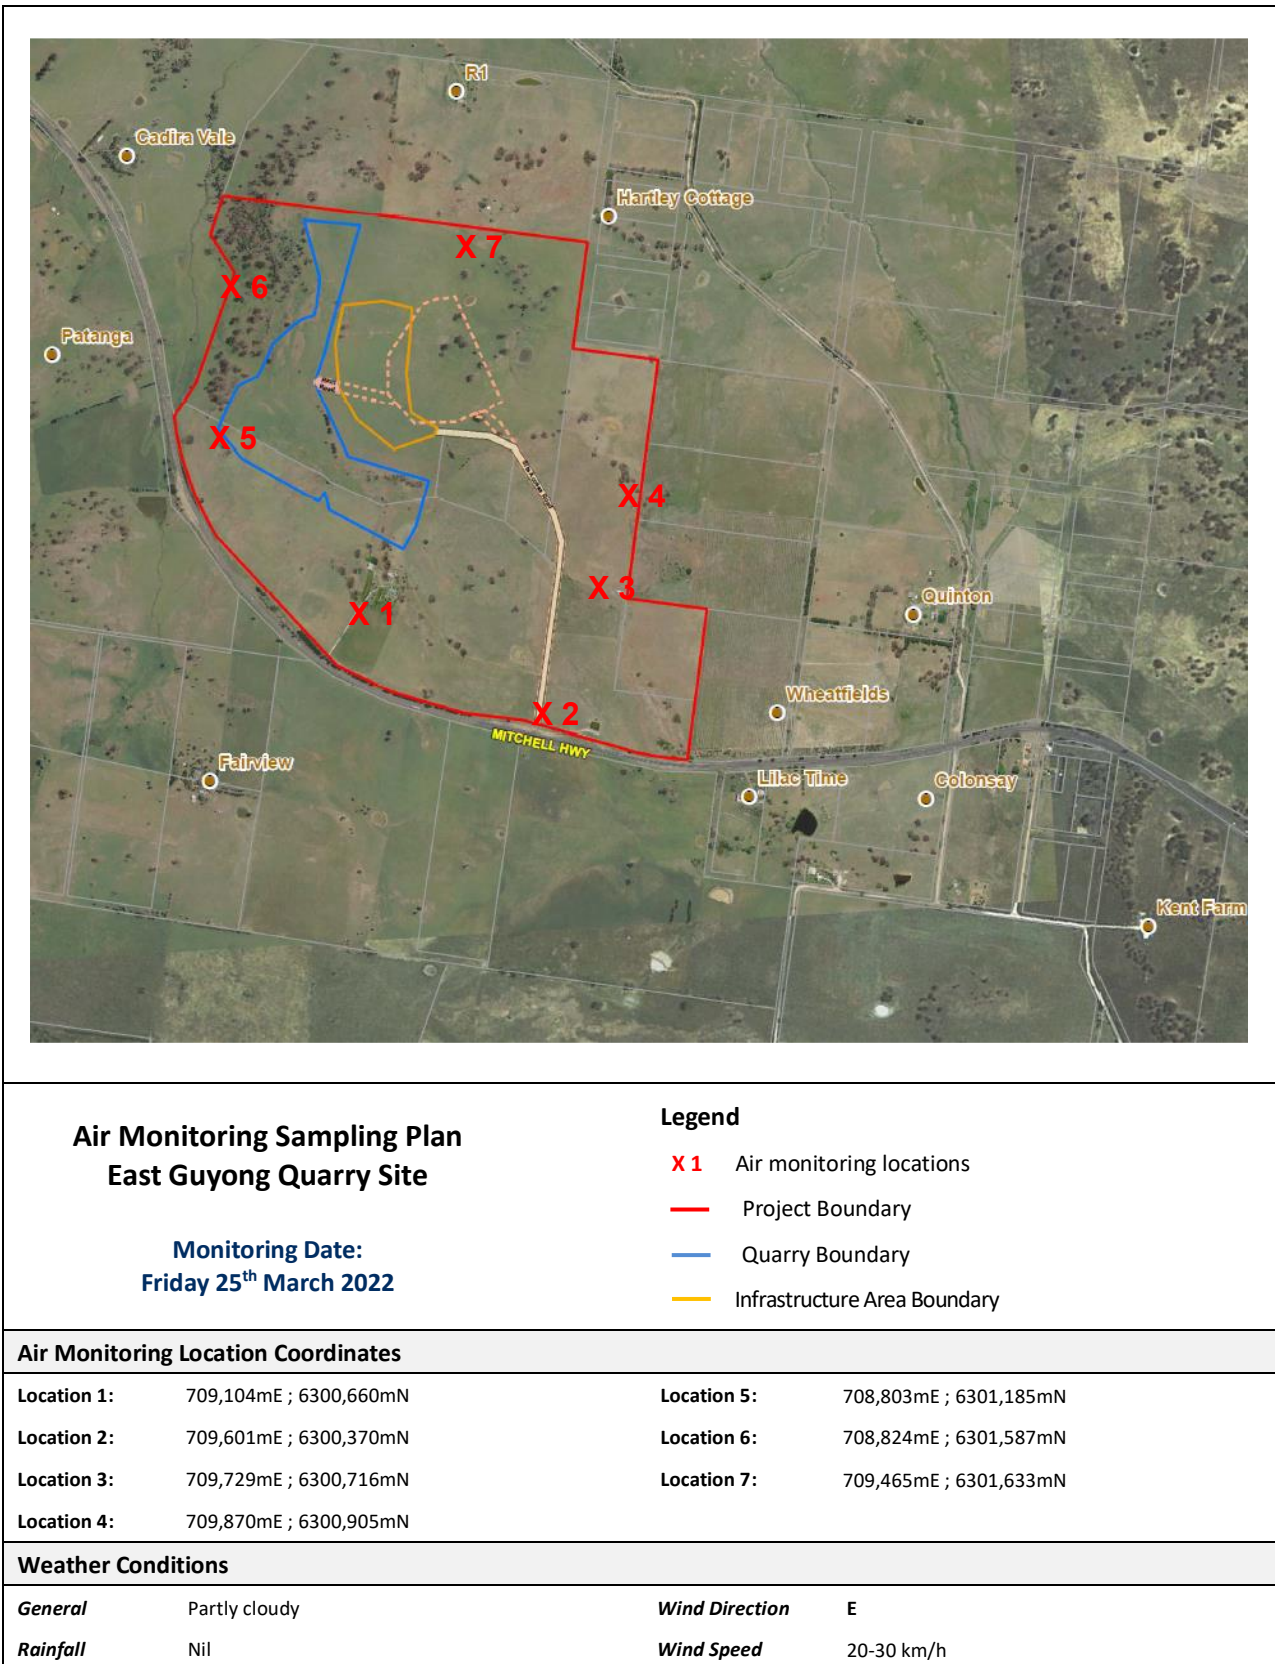 R1
Cadira Vale
Hartley Cottage
X 7
X 6
Patanga
X 5
X 4
X 3
Quinton
X 1
Wheatfields
X 2
MITCHELL HWY
Fairview
Lilac Time
Colonsay
Kent Farm
Air Monitoring Sampling Plan
East Guyong Quarry Site
Monitoring Date:
Friday 25th March 2022
Legend
X 1 Air monitoring locations
Project Boundary
Quarry Boundary
Infrastructure Area Boundary
Air Monitoring Location Coordinates
Location 1: 709,104mE ; 6300,660mN Location 5: 708,803mE ; 6301,185mN
Location 2: 709,601mE ; 6300,370mN Location 6: 708,824mE ; 6301,587mN
Location 3: 709,729mE ; 6300,716mN Location 7: 709,465mE ; 6301,633mN
Location 4: 709,870mE ; 6300,905mN
Weather Conditions
General Partly cloudy Wind Direction E
Rainfall Nil Wind Speed 20-30 km/h